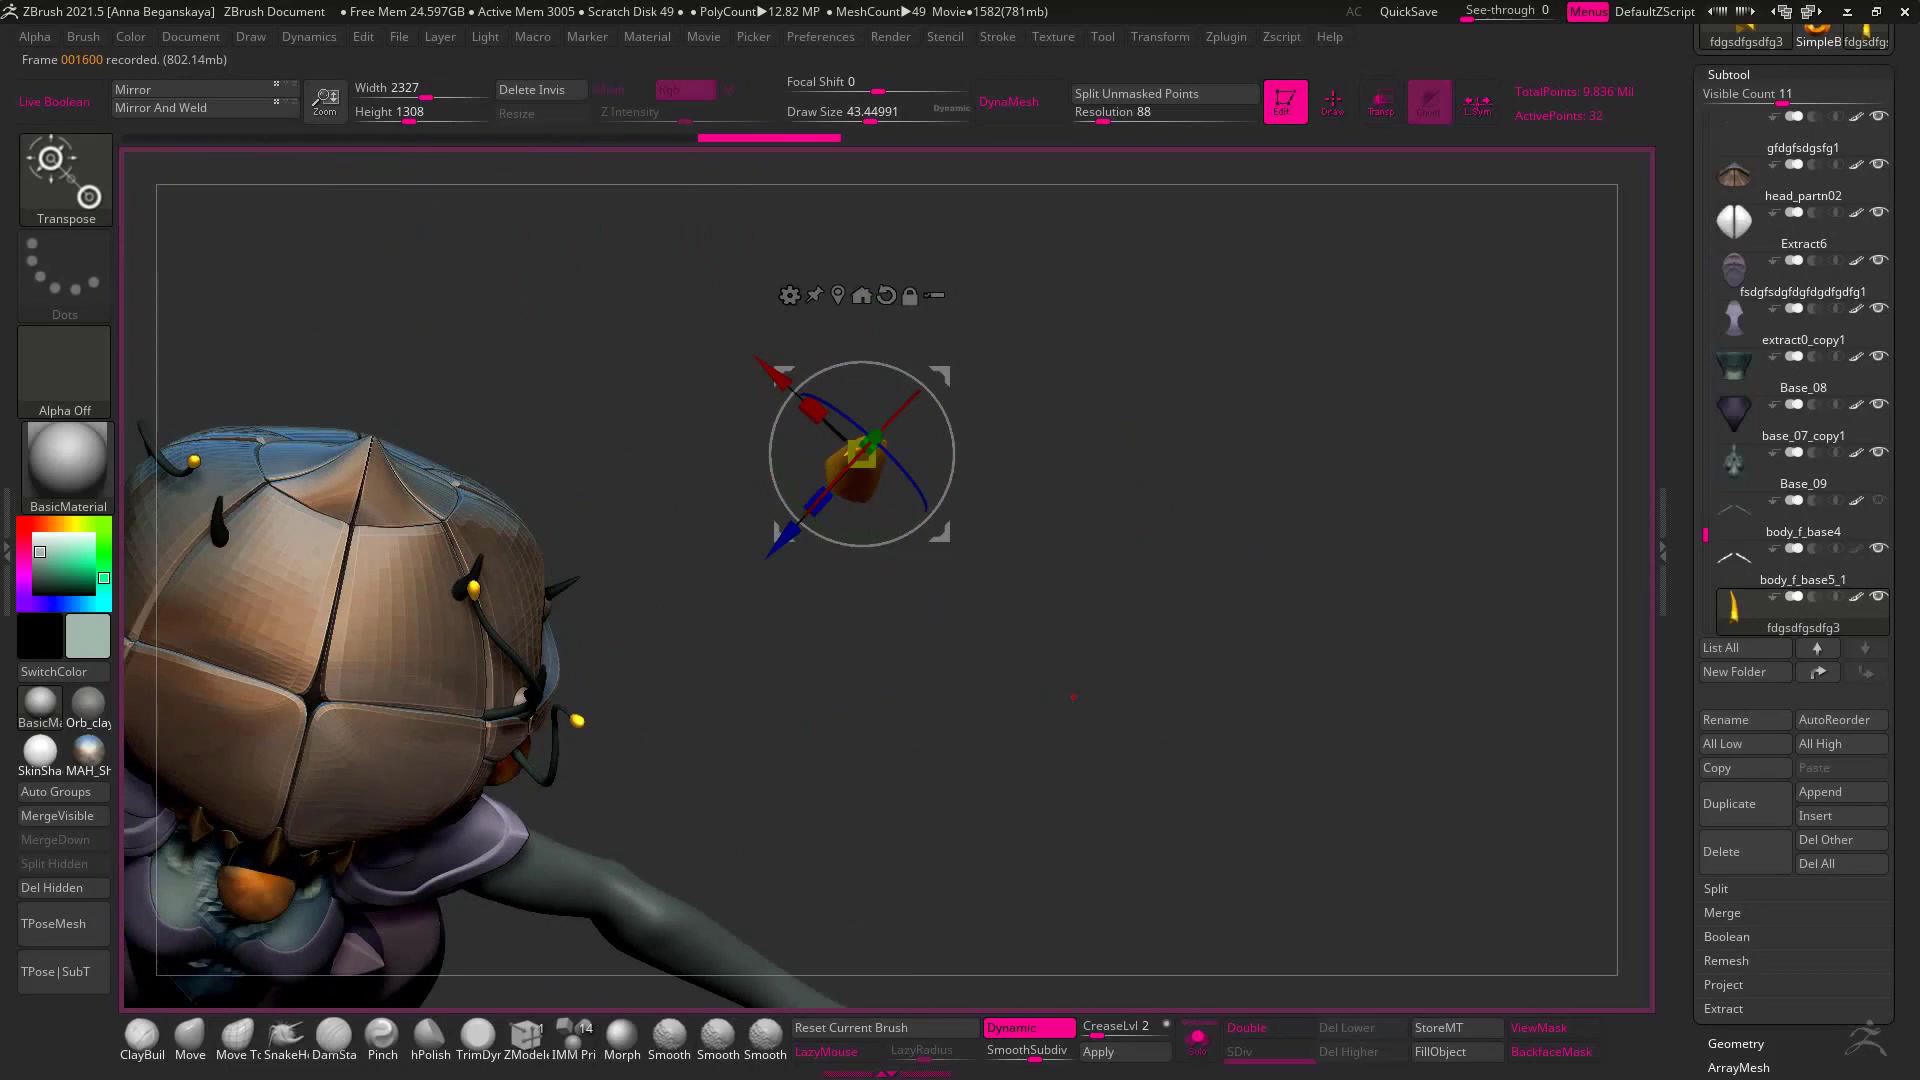 ZBrush 2021.5 [Anna Beganskaya] ZBrush Document ● Free Mem 24.597GB ● Active Mem 3005 ● Scratch Disk 49 ● PolyCount▶12.82 MP ● MeshCount▶49 Movie●1582(781mb) AC QuickSave See-through 0 Menus DefaultZScript
Alpha Brush Color Document Draw Dynamics Edit File Layer Light Macro Marker Material Movie Picker Preferences Render Stencil Stroke Texture Tool Transform Zplugin Zscript Help
fdgsdfgsdfg3 SimpleB fdgsdfg
Frame 001600 recorded. (802.14mb)
Live Boolean
Mirror
Mirror And Weld
Zoom
Width 2327
Height 1308
Delete Invis
Resize
Z Intensity
Focal Shift 0
Draw Size 43.44991
Dynamic
DynaMesh
Split Unmasked Points
Resolution 88
Edit
Draw
Transp
L.Sym
TotalPoints: 9.836 Mil
ActivePoints: 32
Transpose
Dots
Alpha Off
BasicMaterial
SwitchColor
BasicMa Orb_clay
SkinSha MAH_Sh
Auto Groups
MergeVisible
MergeDown
Split Hidden
Del Hidden
TPoseMesh
TPose|SubT
Subtool
Visible Count 11
gfdgfsdgsfg1
head_partn02
Extract6
fsdgfsdgfdgfdgdfgdfg1
extract0_copy1
Base_08
base_07_copy1
Base_09
body_f_base4
body_f_base5_1
fdgsdfgsdfg3
List All
New Folder
Rename AutoReorder
All Low All High
Copy Paste
Duplicate Append
Insert
Delete Del Other
Del All
Split
Merge
Boolean
Remesh
Project
Extract
Geometry
ArrayMesh
ClayBuil Move Move To SnakeHo DamSta Pinch hPolish TrimDyr ZModele 1 IMM Pri 14 Morph Smooth Smooth Smooth
Reset Current Brush
LazyMouse LazyRadius
Dynamic
SmoothSubdiv
CreaseLvl 2
Apply
Solo
Double
SDiv
Del Lower
Del Higher
StoreMT
FillObject
ViewMask
BackfaceMask